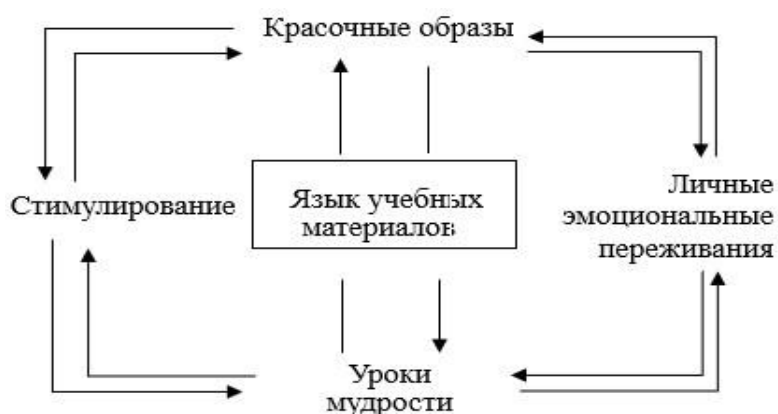 Красочные образы
Стимулирование
Язык учебных
материалов
Личные
эмоциональные
переживания
Уроки
мудрости